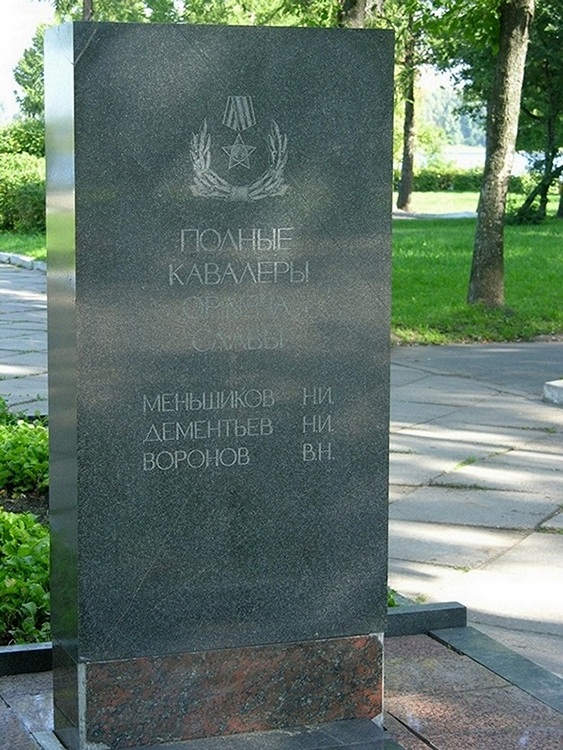 ПОЛНЫЕ
КАВАЛЕРЫ
ОРДЕНА
СЛАВЫ
МЕНЬШИКОВ Н.И.
ДЕМЕНТЬЕВ Н.И.
ВОРОНОВ В.Н.